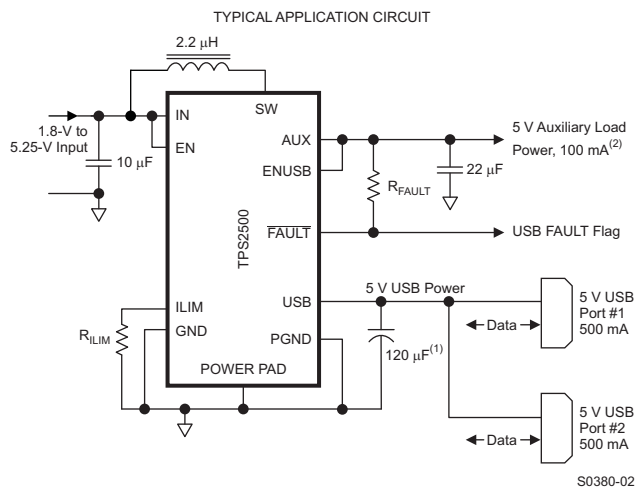 TYPICAL APPLICATION CIRCUIT
2.2 μH
SW
IN
EN
1.8-V to
5.25-V Input
10 μF
AUX
ENUSB
5 V Auxiliary Load
Power, 100 mA(2)
22 μF
RFAULT
TPS2500
FAULT
USB FAULT Flag
USB
5 V USB Power
ILIM
GND
RILIM
PGND
120 μF(1)
POWER PAD
Data
5 V USB
Port #1
500 mA
Data
5 V USB
Port #2
500 mA
S0380-02